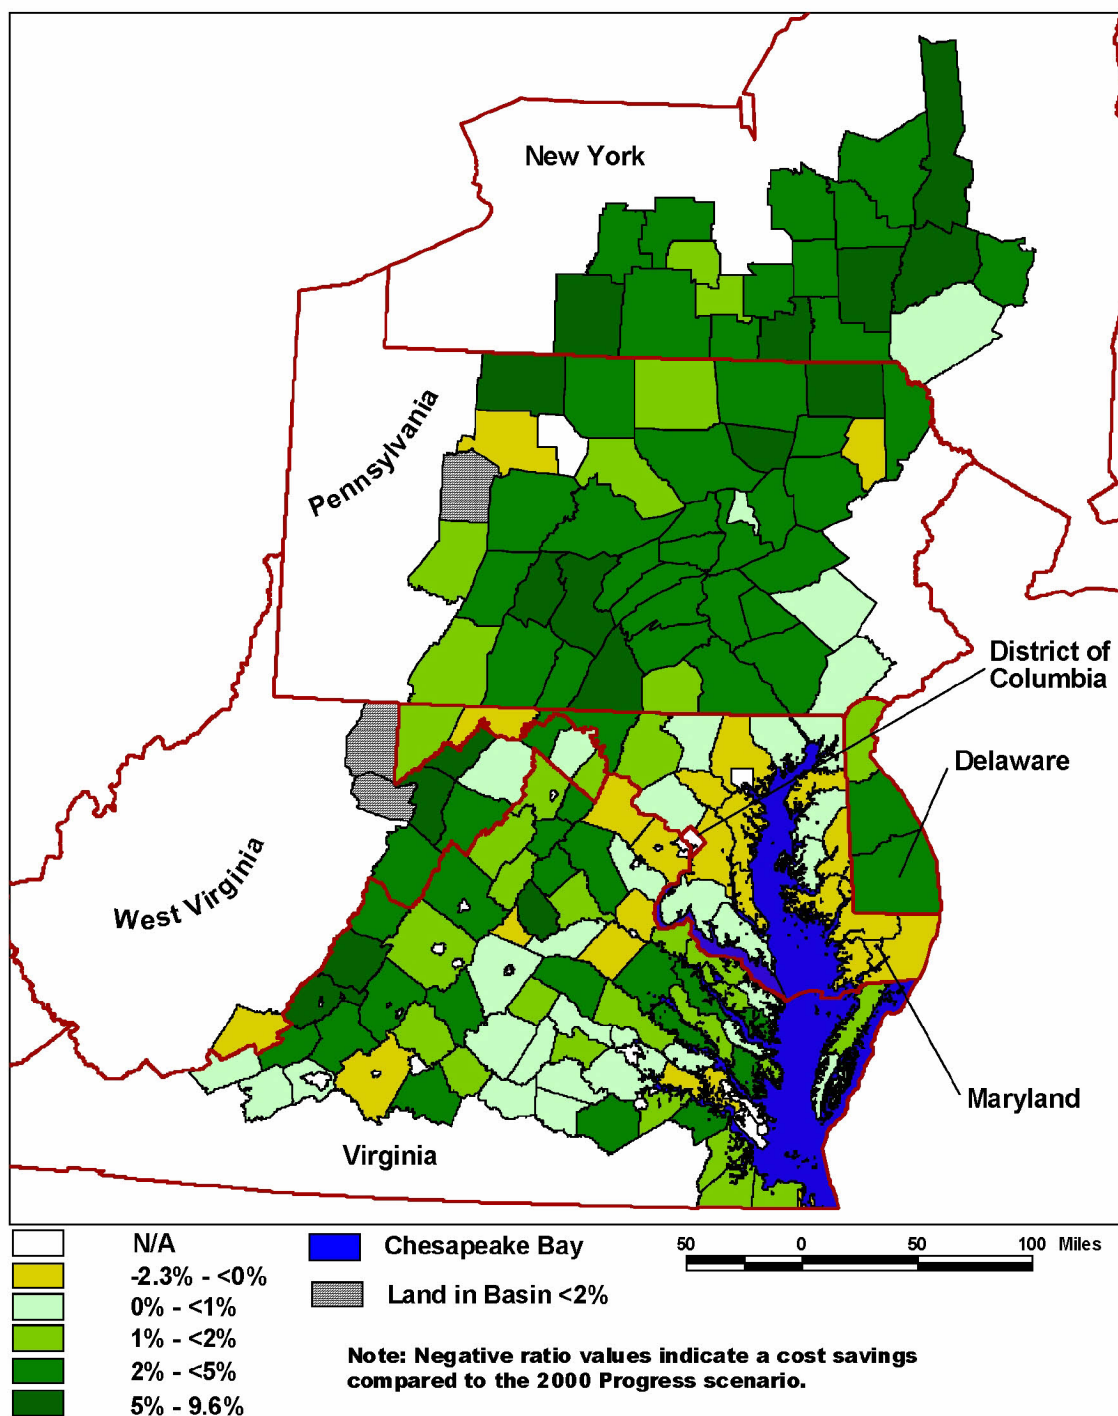 New York
Pennsylvania
District of
Columbia
Delaware
West Virginia
Maryland
Virginia
N/A
-2.3% - <0%
0% - <1%
1% - <2%
2% - <5%
5% - 9.6%
Chesapeake Bay
Land in Basin <2%
50 0 50 100 Miles
Note: Negative ratio values indicate a cost savings
compared to the 2000 Progress scenario.